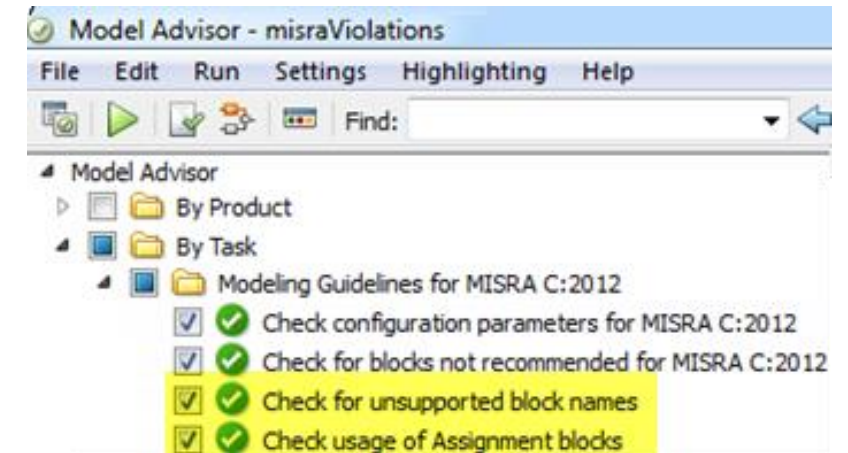 Model Advisor - misraViolations
File Edit Run Settings Highlighting Help
Find:
Model Advisor
By Product
By Task
Modeling Guidelines for MISRA C:2012
Check configuration parameters for MISRA C:2012
Check for blocks not recommended for MISRA C:2012
Check for unsupported block names
Check usage of Assignment blocks